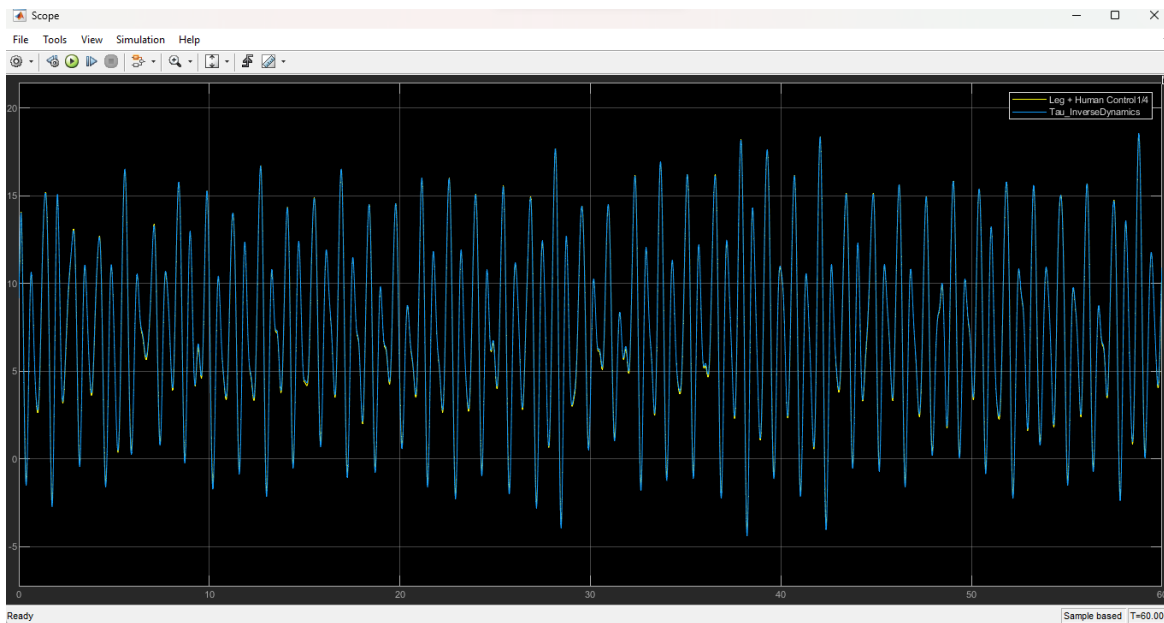 Scope
File Tools View Simulation Help
Leg + Human Control1/4
Tau_InverseDynamics
20
15
10
5
0
-5
0 10 20 30 40 50 60
Ready Sample based T=60.00